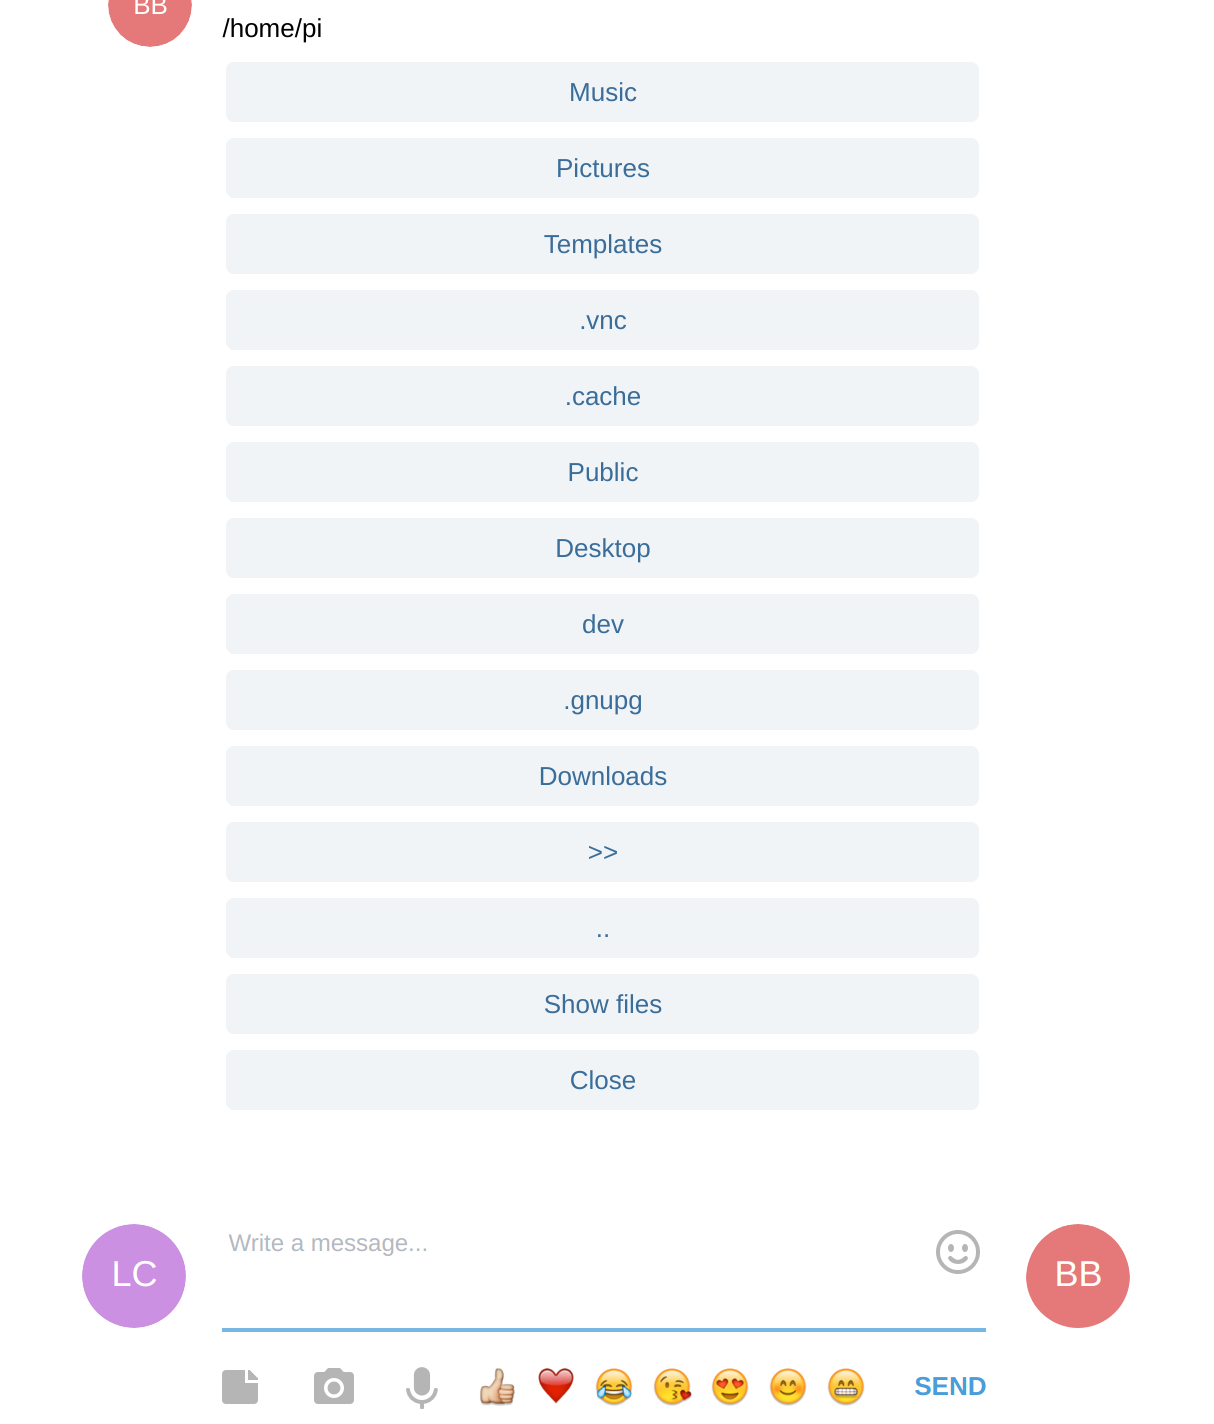 BB
/home/pi
Music
Pictures
Templates
.vnc
.cache
Public
Desktop
dev
.gnupg
Downloads
>>
..
Show files
Close
LC
Write a message...
BB
SEND